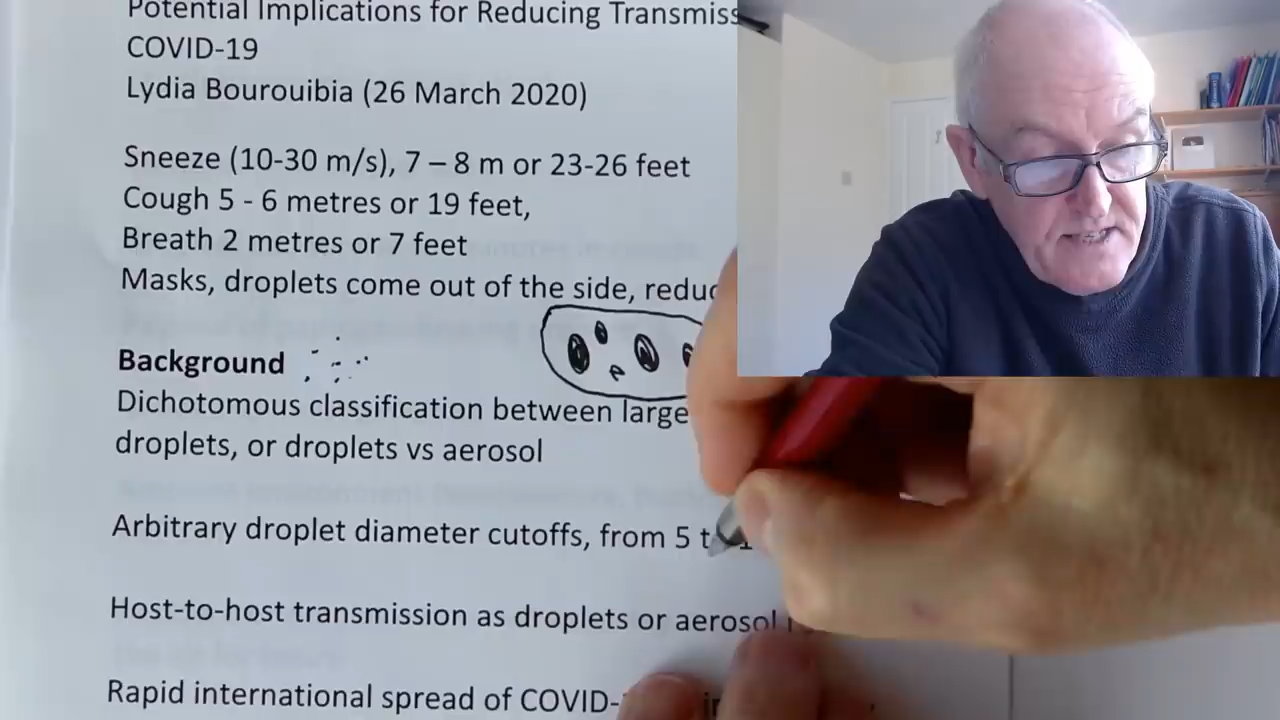 Potential Implications for Reducing
COVID-19
Lydia Bourouibia (26 March 2020)
Sneeze (10-30 m/s), 7 – 8 m or 23-26 feet
Cough 5 - 6 metres or 19 feet,
Breath 2 metres or 7 feet
Masks, droplets come out of the side,
Background
Dichotomous classification between large
droplets, or droplets vs aerosol
Arbitrary droplet diameter cutoffs, from 5
Host-to-host transmission as droplets or aerosol
Rapid international spread of COVID-